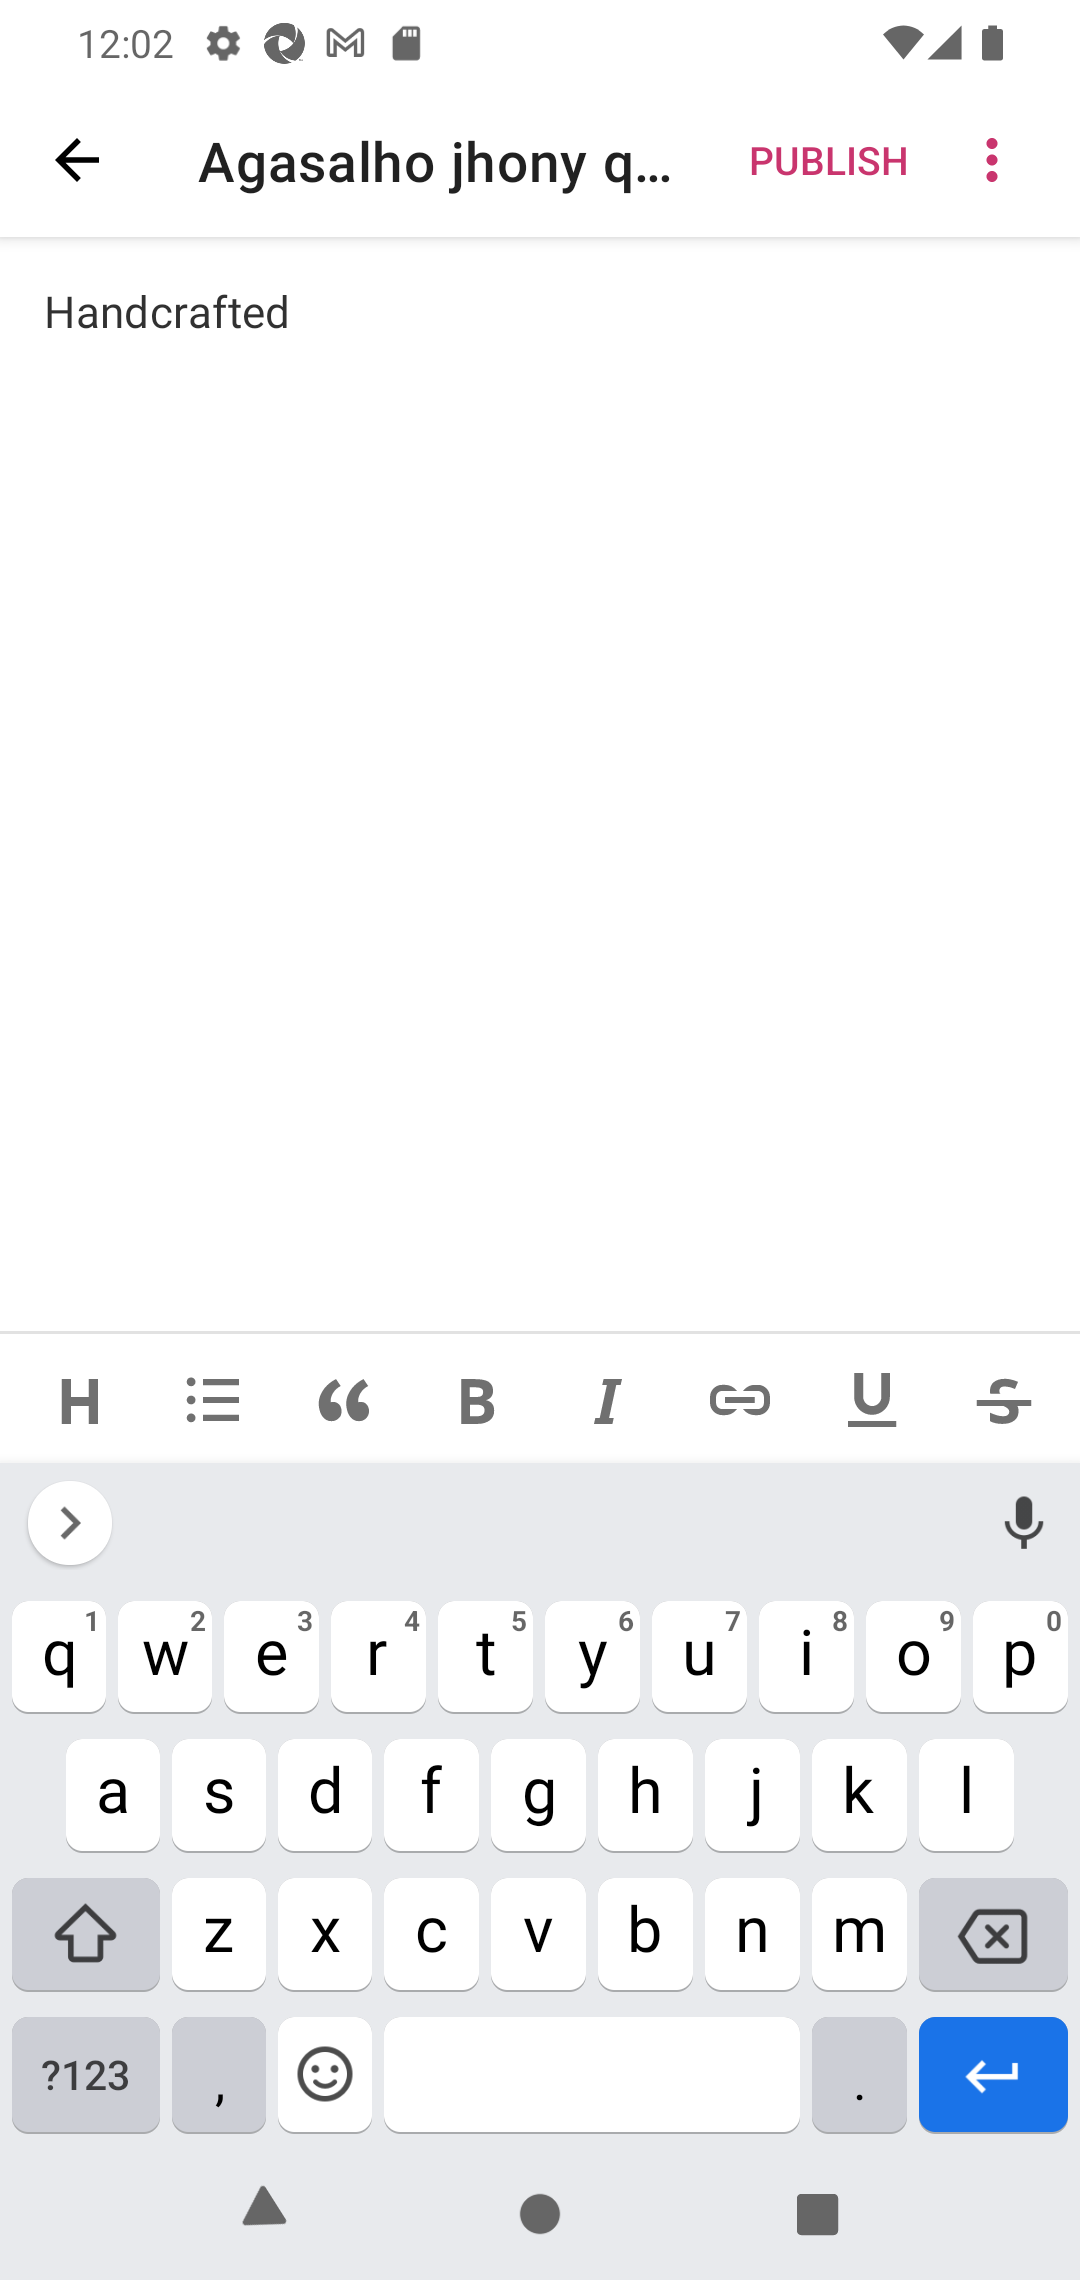 12:02
Agasalho jhony q...
PUBLISH
Handcrafted
H B I U S
1 2 3 4 5 6 7 8 9 0
q w e r t y u i o p
a s d f g h j k l
z x c v b n m
?123 , .